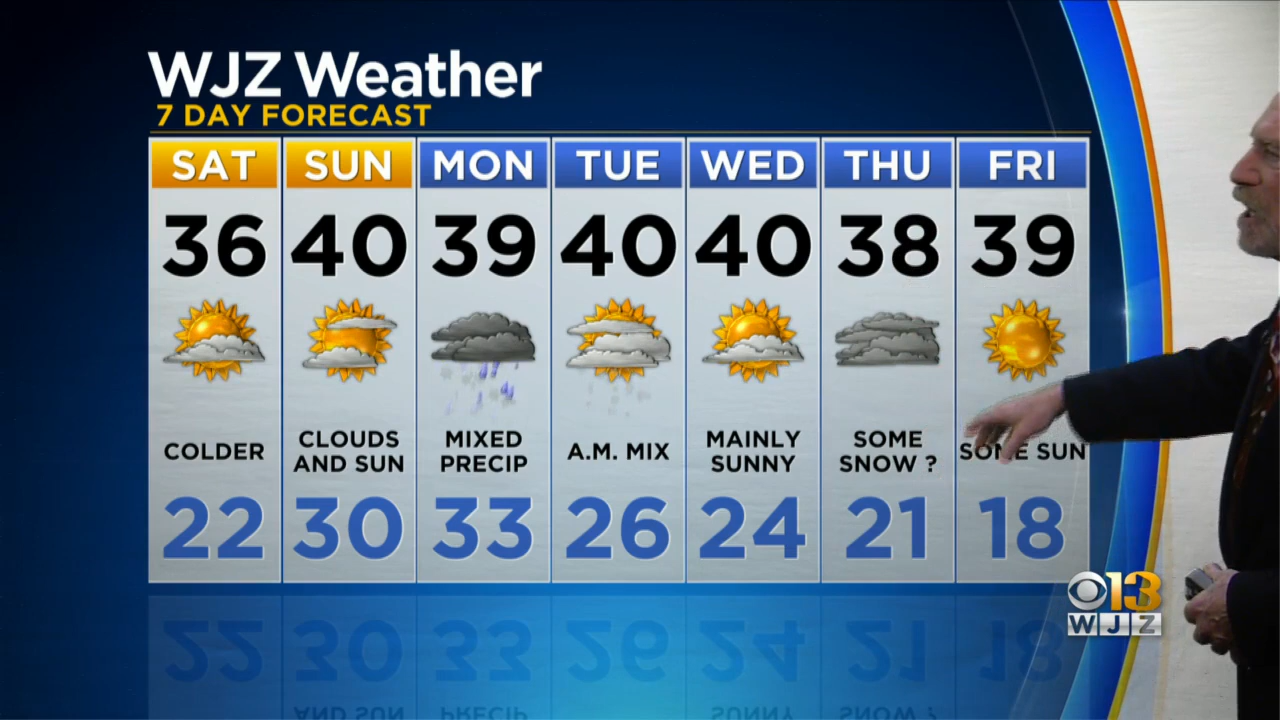 WJZ Weather
7 DAY FORECAST
SAT SUN MON TUE WED THU FRI
36 40 39 40 40 38 39
COLDER
CLOUDS
AND SUN
MIXED
PRECIP
A.M. MIX
MAINLY
SUNNY
SOME
SNOW ?
SOME SUN
22 30 33 26 24 21 18
13
WJZ